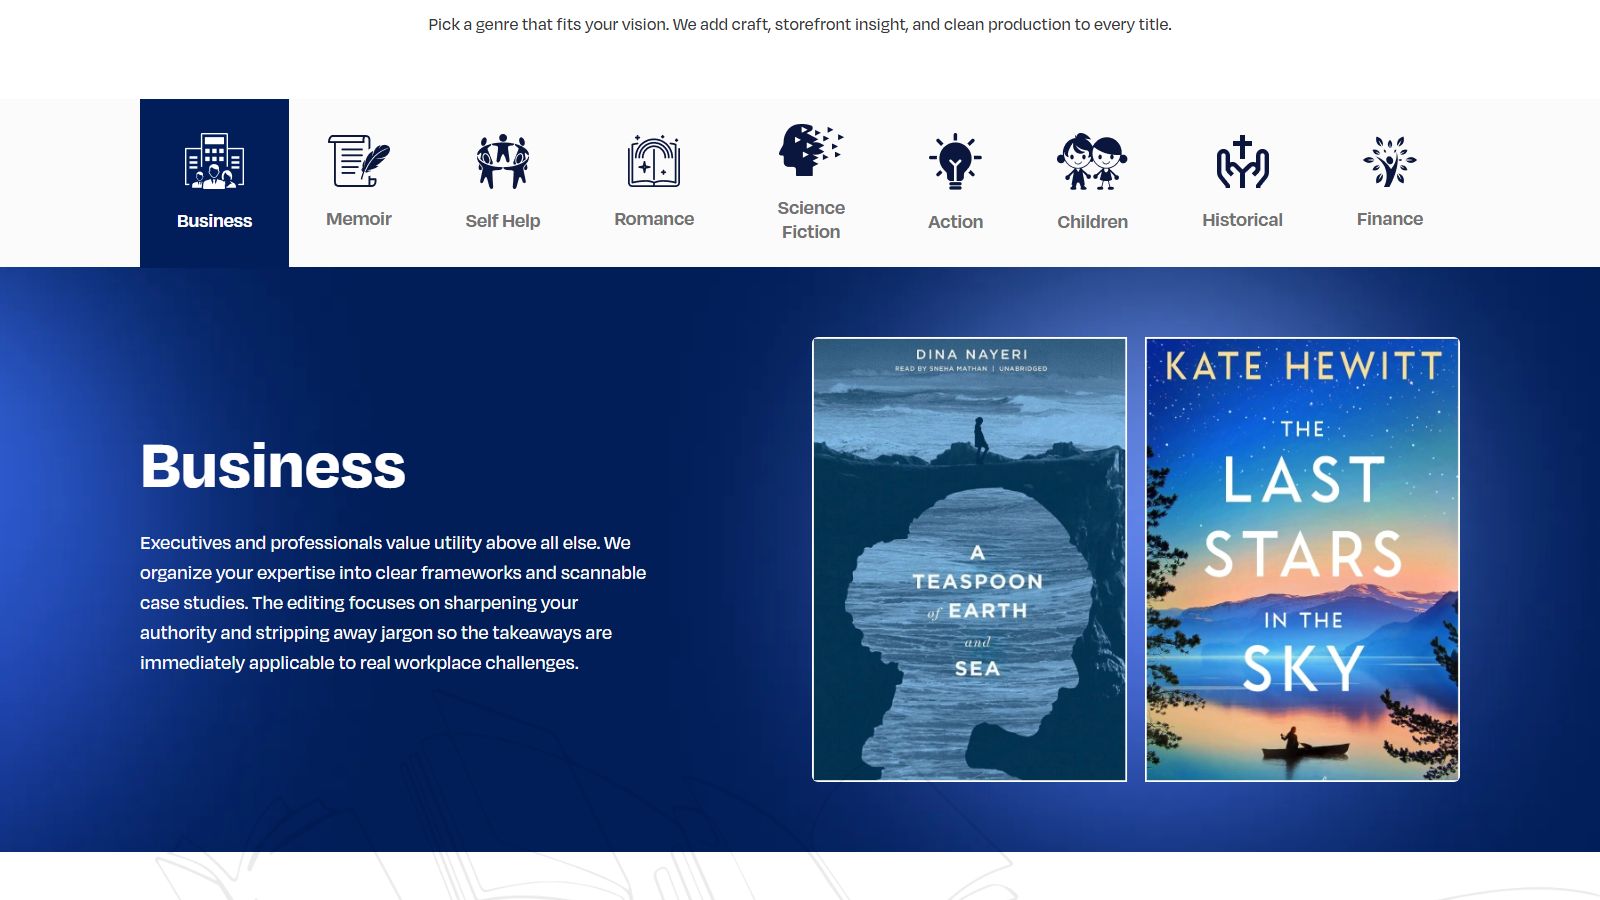 Pick a genre that fits your vision. We add craft, storefront insight, and clean production to every title.
Business
Memoir
Self Help
Romance
Science
Fiction
Action
Children
Historical
Finance
Business
Executives and professionals value utility above all else. We
organize your expertise into clear frameworks and scannable
case studies. The editing focuses on sharpening your
authority and stripping away jargon so the takeaways are
immediately applicable to real workplace challenges.
DINA NAYERI
READ BY SNEHA MATHAN | UNABRIDGED
A
TEASPOON
of EARTH
and
SEA
KATE HEWITT
THE
LAST
STARS
IN THE
SKY